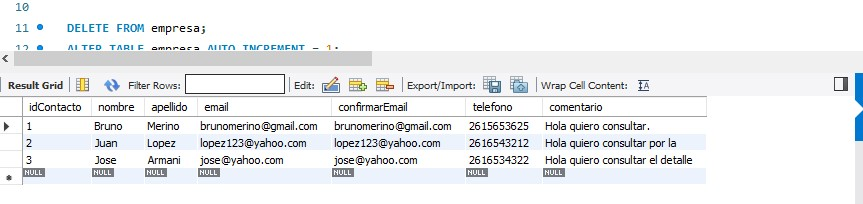 10
11 DELETE FROM empresa;
12 ALTER TABLE empresa AUTO_INCREMENT = 1;
Result Grid Filter Rows: Edit: Export/Import: Wrap Cell Content:
idContacto nombre apellido email confirmarEmail telefono comentario
1 Bruno Merino brunomerino@gmail.com brunomerino@gmail.com 2615653625 Hola quiero consultar.
2 Juan Lopez lopez123@yahoo.com lopez123@yahoo.com 2616543212 Hola quiero consultar por la
3 Jose Armani jose@yahoo.com jose@yahoo.com 2616534322 Hola quiero consultar el detalle
NULL NULL NULL NULL NULL NULL NULL